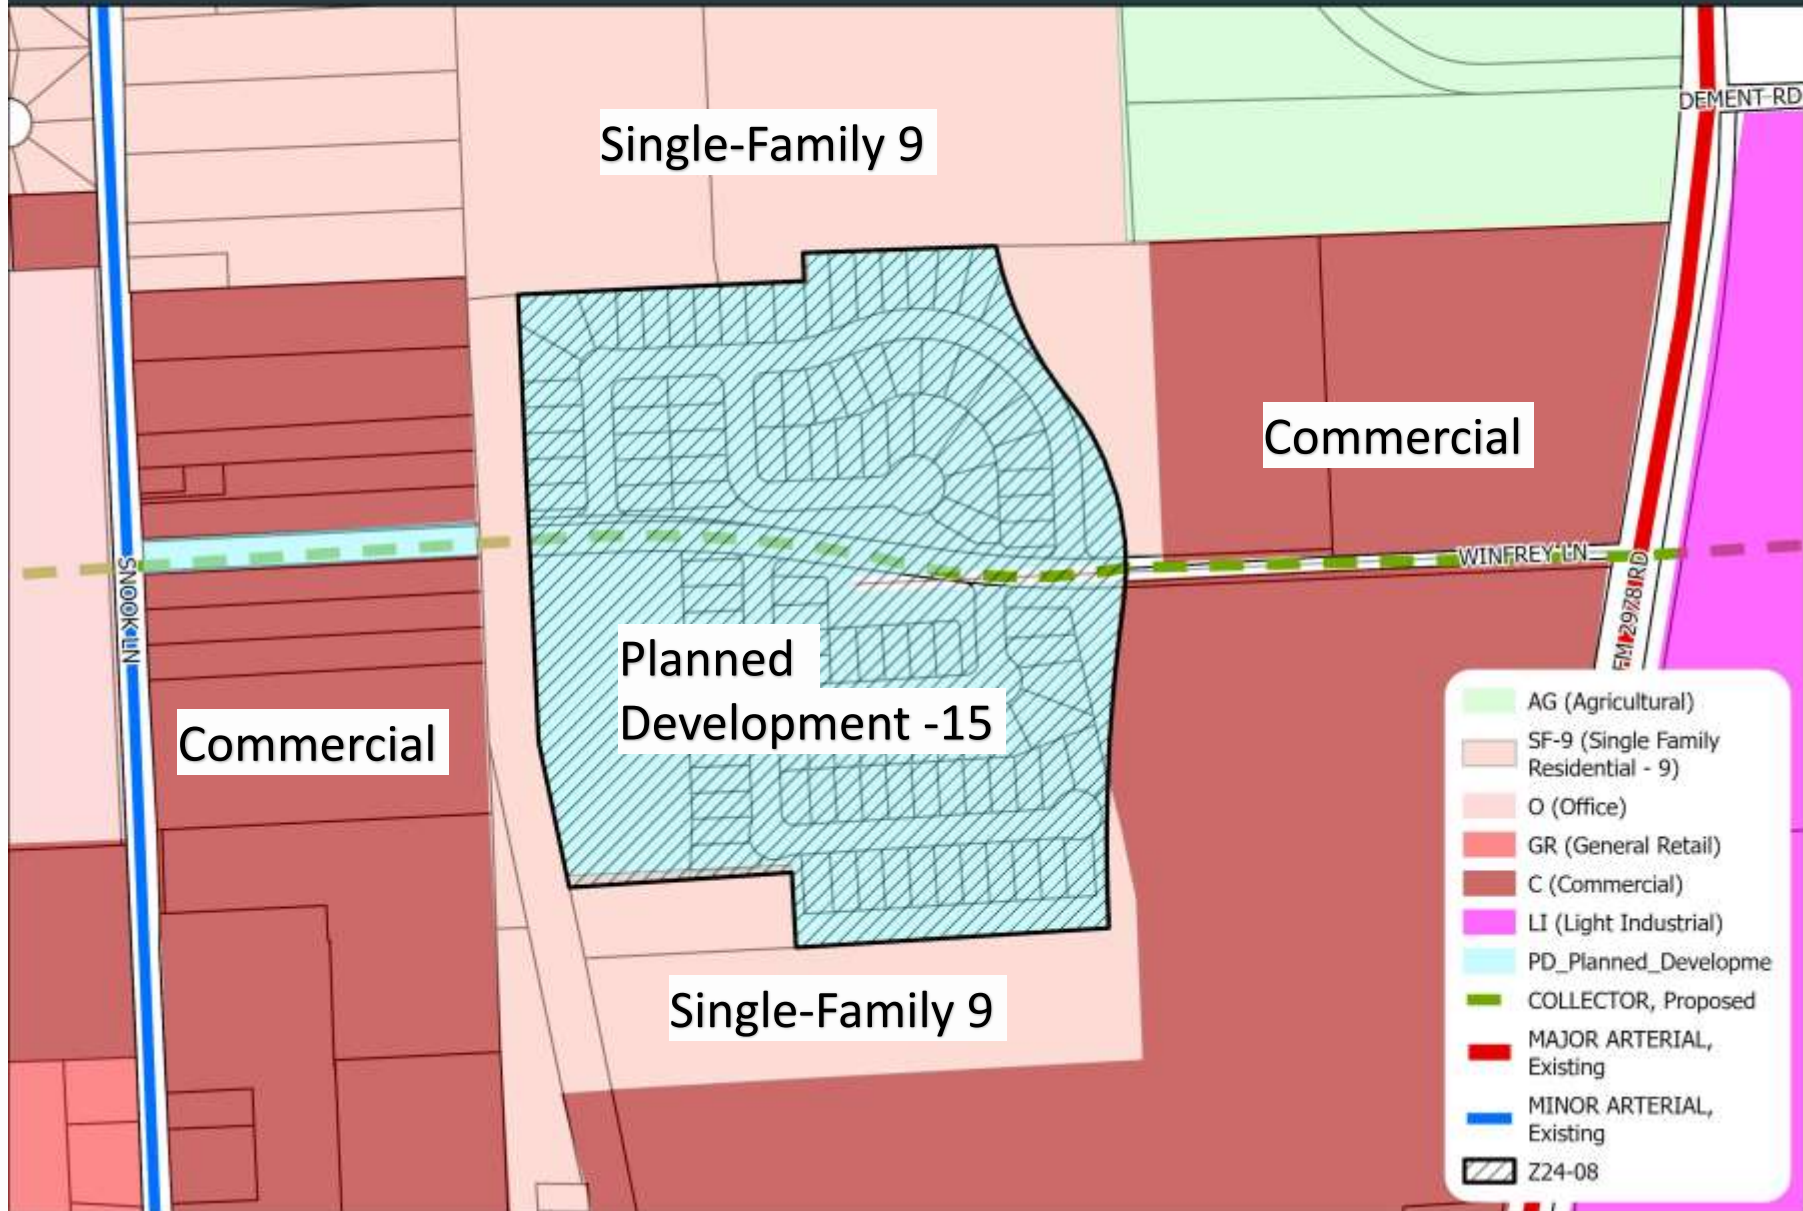 DEMENT RD
Single-Family 9
Commercial
WINFREY LN
SNOOK LN
FM 2978 RD
Planned
Development -15
Commercial
Single-Family 9
AG (Agricultural)
SF-9 (Single Family
Residential - 9)
O (Office)
GR (General Retail)
C (Commercial)
LI (Light Industrial)
PD_Planned_Developme
COLLECTOR, Proposed
MAJOR ARTERIAL,
Existing
MINOR ARTERIAL,
Existing
Z24-08